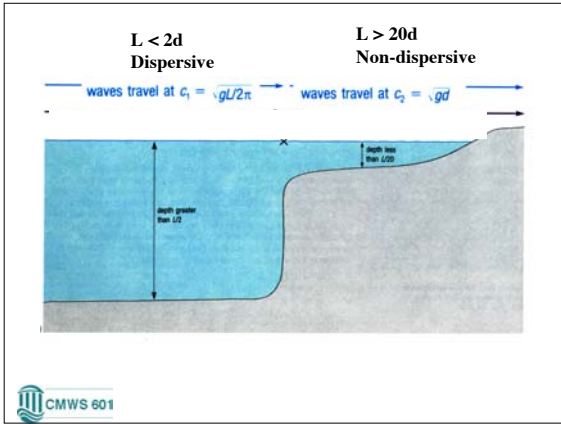 L < 2d
Dispersive
L > 20d
Non-dispersive
waves travel at c₁ = √gL/2π
waves travel at c₂ = √gd
×
depth less
than L/20
depth greater
than L/2
CMWS 601